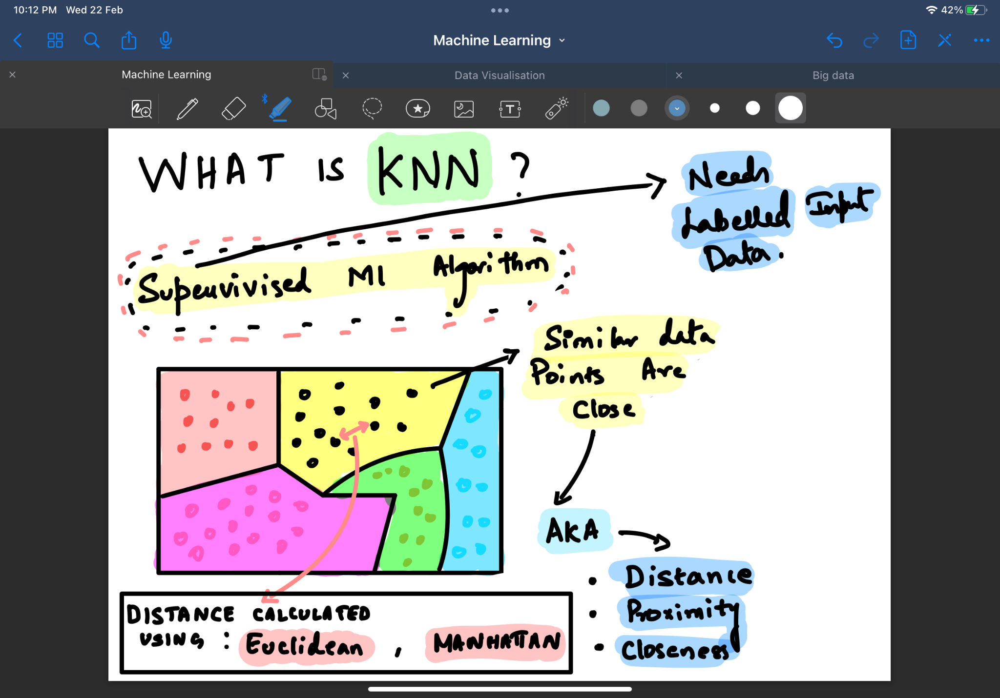 10:12 PM Wed 22 Feb
42%
Machine Learning
Machine Learning
Data Visualisation
Big data
T
WHAT IS KNN ?
Needs
Labelled Input
Data.
Supeuvivised Ml Algorithm
Similar data
Points Are
Close
AKA
• Distance
• Proximity
• Closeness
DISTANCE CALCULATED
USING : Euclidean , MANHATTAN